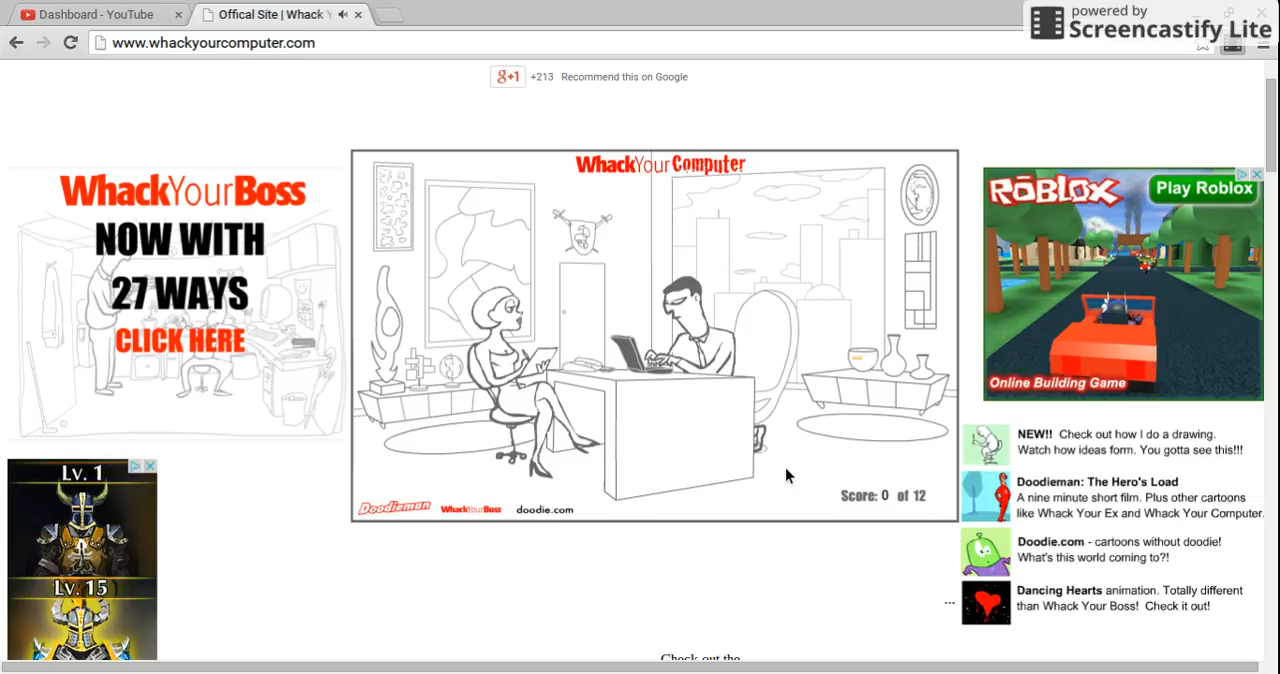 Dashboard - YouTube
Offical Site | Whack Y
powered by
Screencastify Lite
www.whackyourcomputer.com
g+1 +213 Recommend this on Google
WhackYourComputer
WhackYourBoss
NOW WITH
27 WAYS
CLICK HERE
Score: 0 of 12
Doodieman WhackYourBoss doodie.com
ROBLOX
Play Roblox
Online Building Game
NEW!! Check out how I do a drawing.
Watch how ideas form. You gotta see this!!!
Doodieman: The Hero's Load
A nine minute short film. Plus other cartoons
like Whack Your Ex and Whack Your Computer.
Doodie.com - cartoons without doodie!
What's this world coming to?!
Dancing Hearts animation. Totally different
than Whack Your Boss! Check it out!
Lv. 1
Lv. 15
...
Check out the